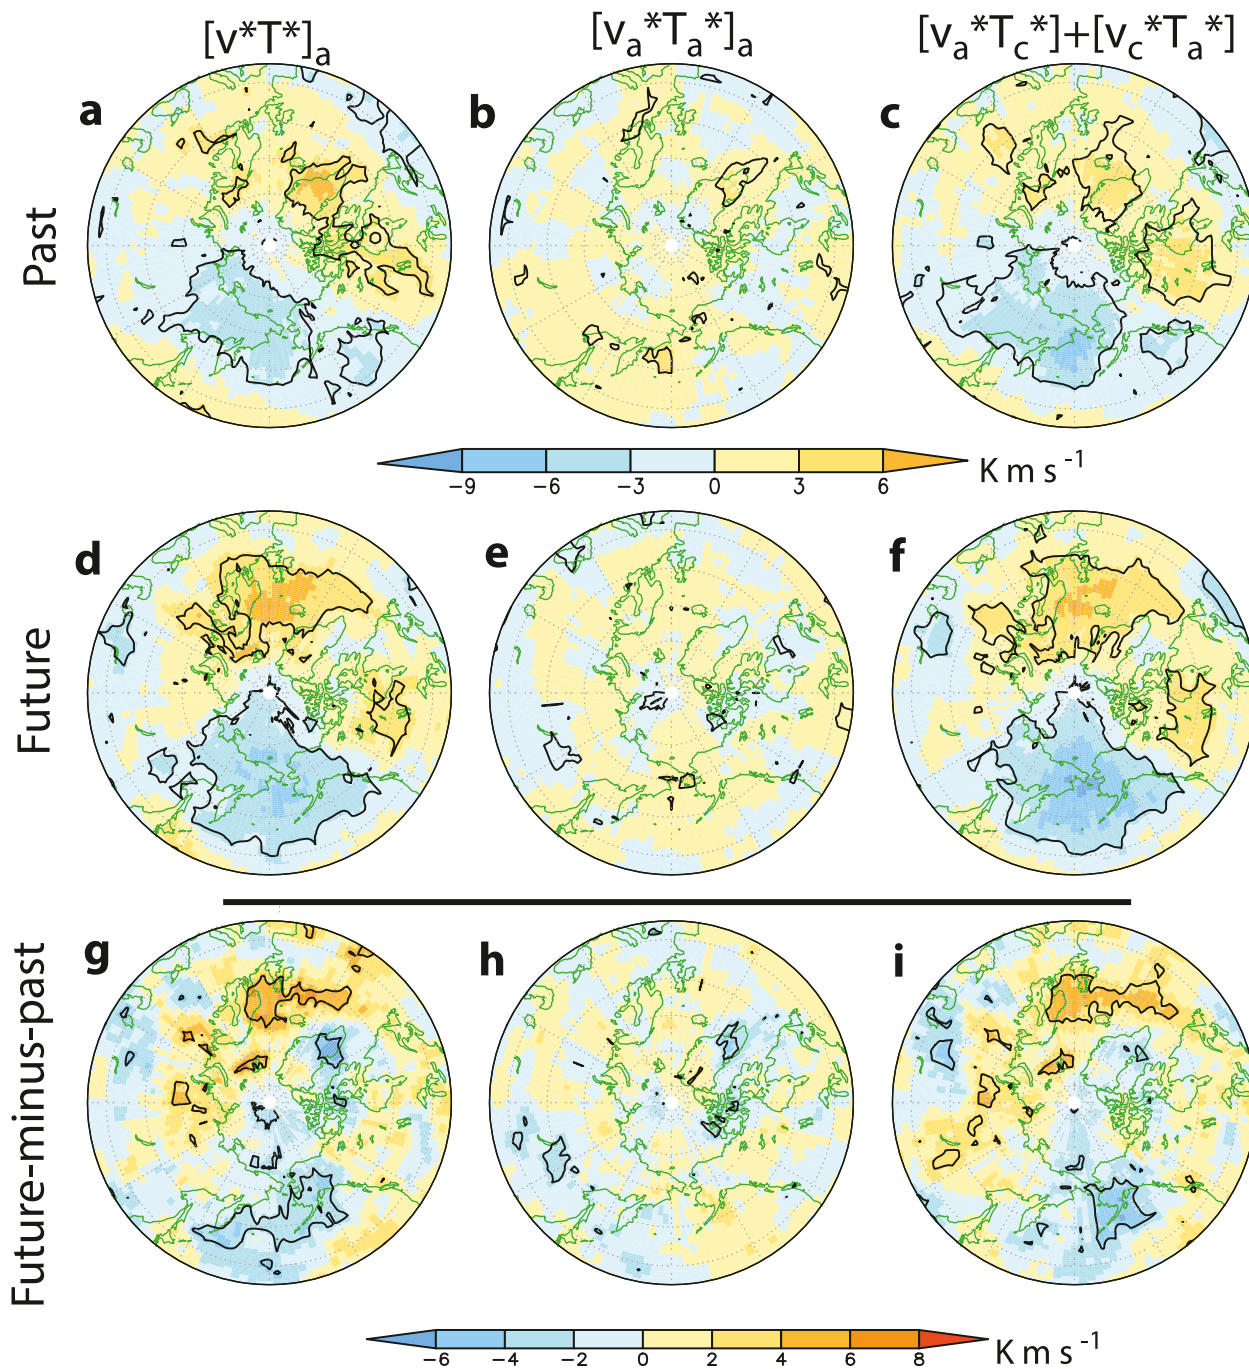 [v*T*]a [va*Ta*]a [va*Tc*]+[vc*Ta*]
a b c
Past
-9 -6 -3 0 3 6 K m s-1
d e f
Future
g h i
Future-minus-past
-6 -4 -2 0 2 4 6 8 K m s-1